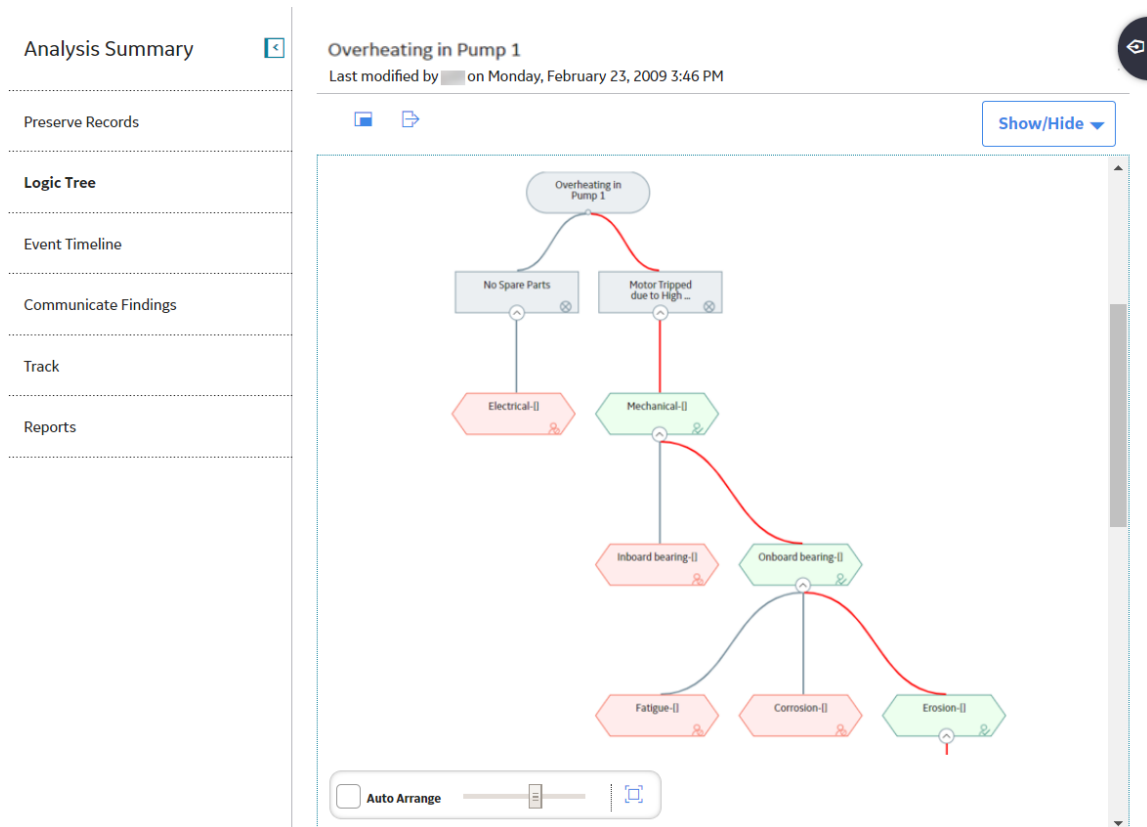 Analysis Summary
Preserve Records
Logic Tree
Event Timeline
Communicate Findings
Track
Reports
Overheating in Pump 1
Last modified by on Monday, February 23, 2009 3:46 PM
Show/Hide
Overheating in
Pump 1
No Spare Parts
Motor Tripped
due to High ...
Electrical-[]
Mechanical-[]
Inboard bearing-[]
Onboard bearing-[]
Fatigue-[]
Corrosion-[]
Erosion-[]
Auto Arrange